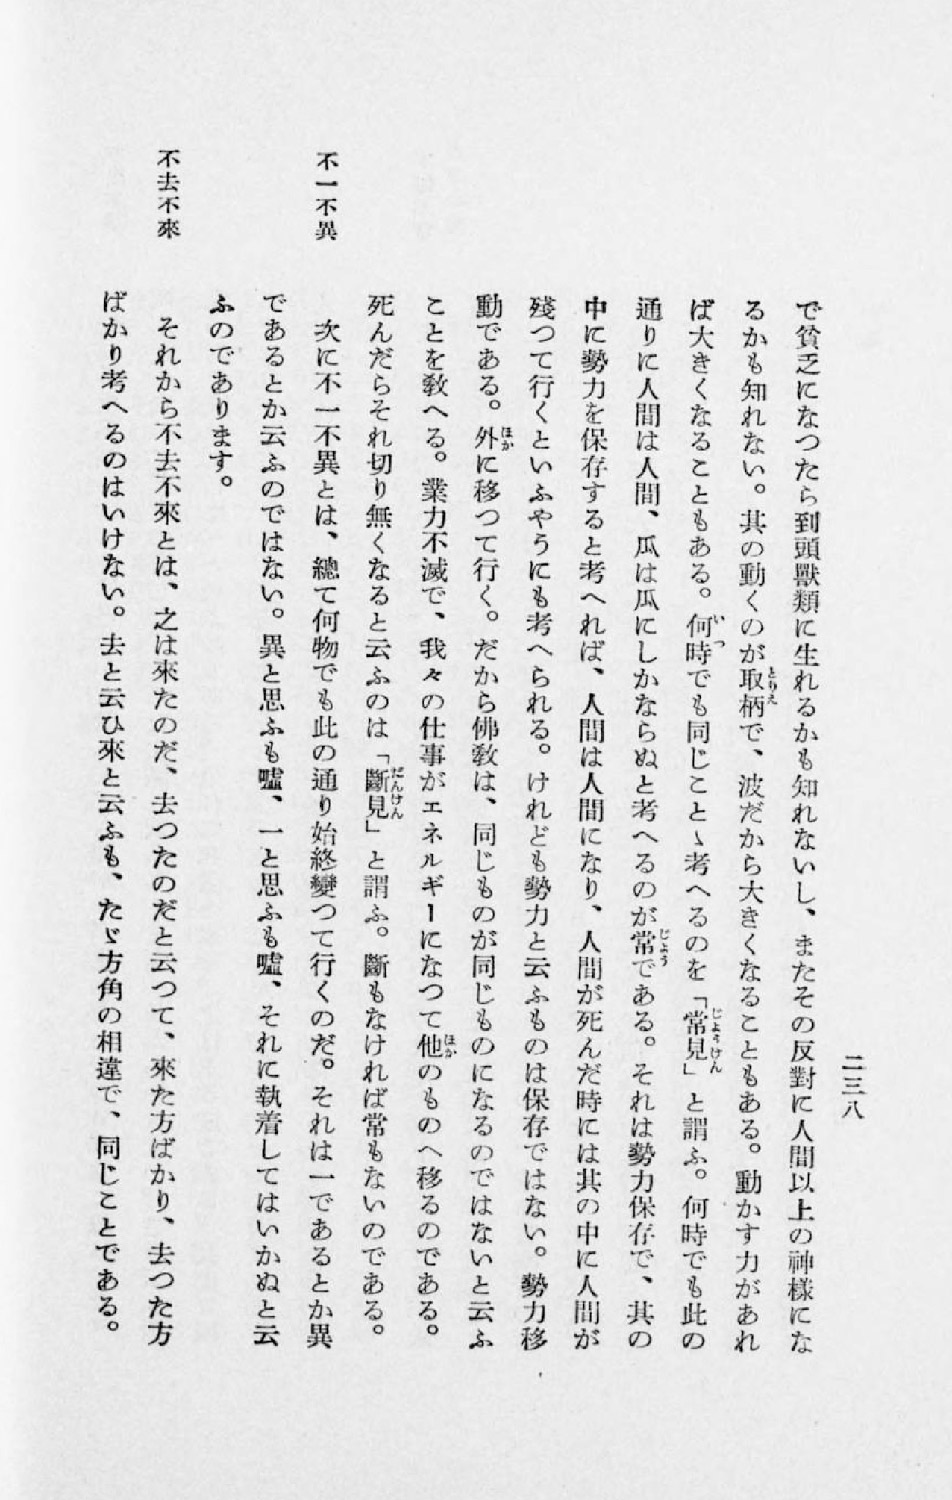 二三八
で貧乏になつたら到頭獸類に生れるかも知れないし、またその反對に人間以上の神樣にな
るかも知れない。其の動くのが取柄で、波だから大きくなることもある。動かす力があれ
ば大きくなることもある。何時でも同じことゝ考へるのを「常見」と謂ふ。何時でも此の
通りに人間は人間、瓜は瓜にしかならぬと考へるのが常である。それは勢力保存で、其の
中に勢力を保存すると考へれば、人間は人間になり、人間が死んだ時には其の中に人間が
殘つて行くといふやうにも考へられる。けれども勢力と云ふものは保存ではない。勢力移
動である。外に移つて行く。だから佛敎は、同じものが同じものになるのではないと云ふ
ことを敎へる。業力不滅で、我々の仕事がエネルギーになつて他のものへ移るのである。
死んだらそれ切り無くなると云ふのは「斷見」と謂ふ。斷もなければ常もないのである。
不一不異
次に不一不異とは、總て何物でも此の通り始終變つて行くのだ。それは一であるとか異
であるとか云ふのではない。異と思ふも噓、一と思ふも噓、それに執着してはいかぬと云
ふのであります。
不去不來
それから不去不來とは、之は來たのだ、去つたのだと云つて、來た方ばかり、去つた方
ばかり考へるのはいけない。去と云ひ來と云ふも、たゞ方角の相違で、同じことである。
とりえ
いつ
じようけん
じよう
ほか
ほか
だんけん